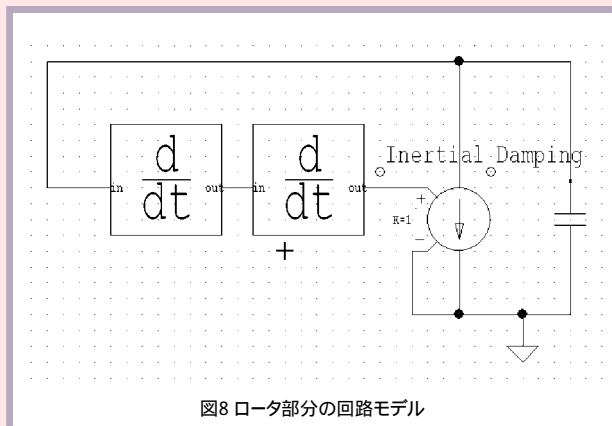 Inertial Damping
d
dt
d
dt
in
out
in
out
+
K=1
−
+
図8 ロータ部分の回路モデル